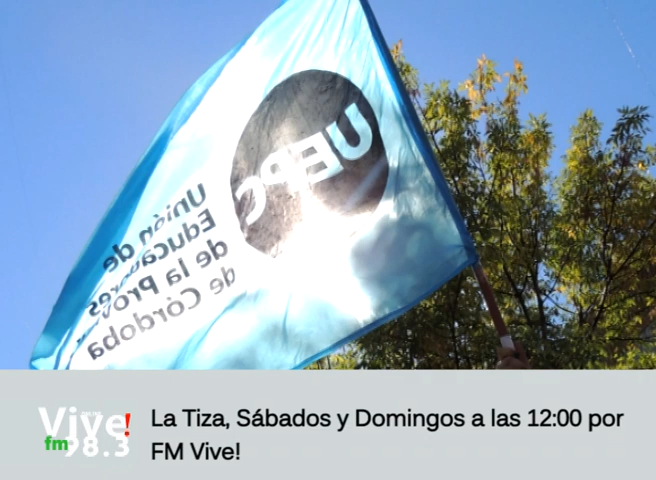 UEPC
Unión de
Educadores
de la Prov
de Córdoba
Vive!
fm 98.3
La Tiza, Sábados y Domingos a las 12:00 por
FM Vive!